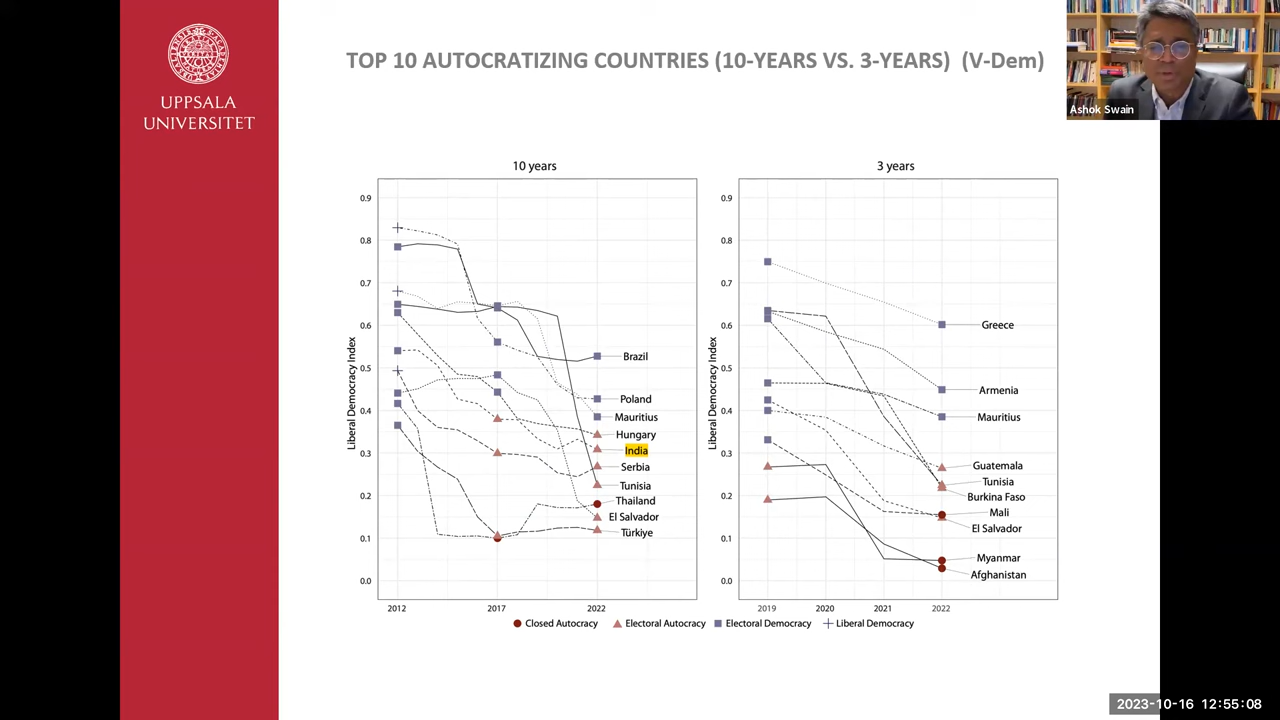 UPPSALA
UNIVERSITET
TOP 10 AUTOCRATIZING COUNTRIES (10-YEARS VS. 3-YEARS) (V-Dem)
Ashok Swain
10 years
Liberal Democracy Index
0.9
0.8
0.7
0.6
0.5
0.4
0.3
0.2
0.1
0.0
Brazil
Poland
Mauritius
Hungary
India
Serbia
Tunisia
Thailand
El Salvador
Türkiye
2012
2017
2022
3 years
Liberal Democracy Index
0.9
0.8
0.7
0.6
0.5
0.4
0.3
0.2
0.1
0.0
Greece
Armenia
Mauritius
Guatemala
Tunisia
Burkina Faso
Mali
El Salvador
Myanmar
Afghanistan
2019
2020
2021
2022
Closed Autocracy Electoral Autocracy Electoral Democracy Liberal Democracy
2023-10-16 12:55:08